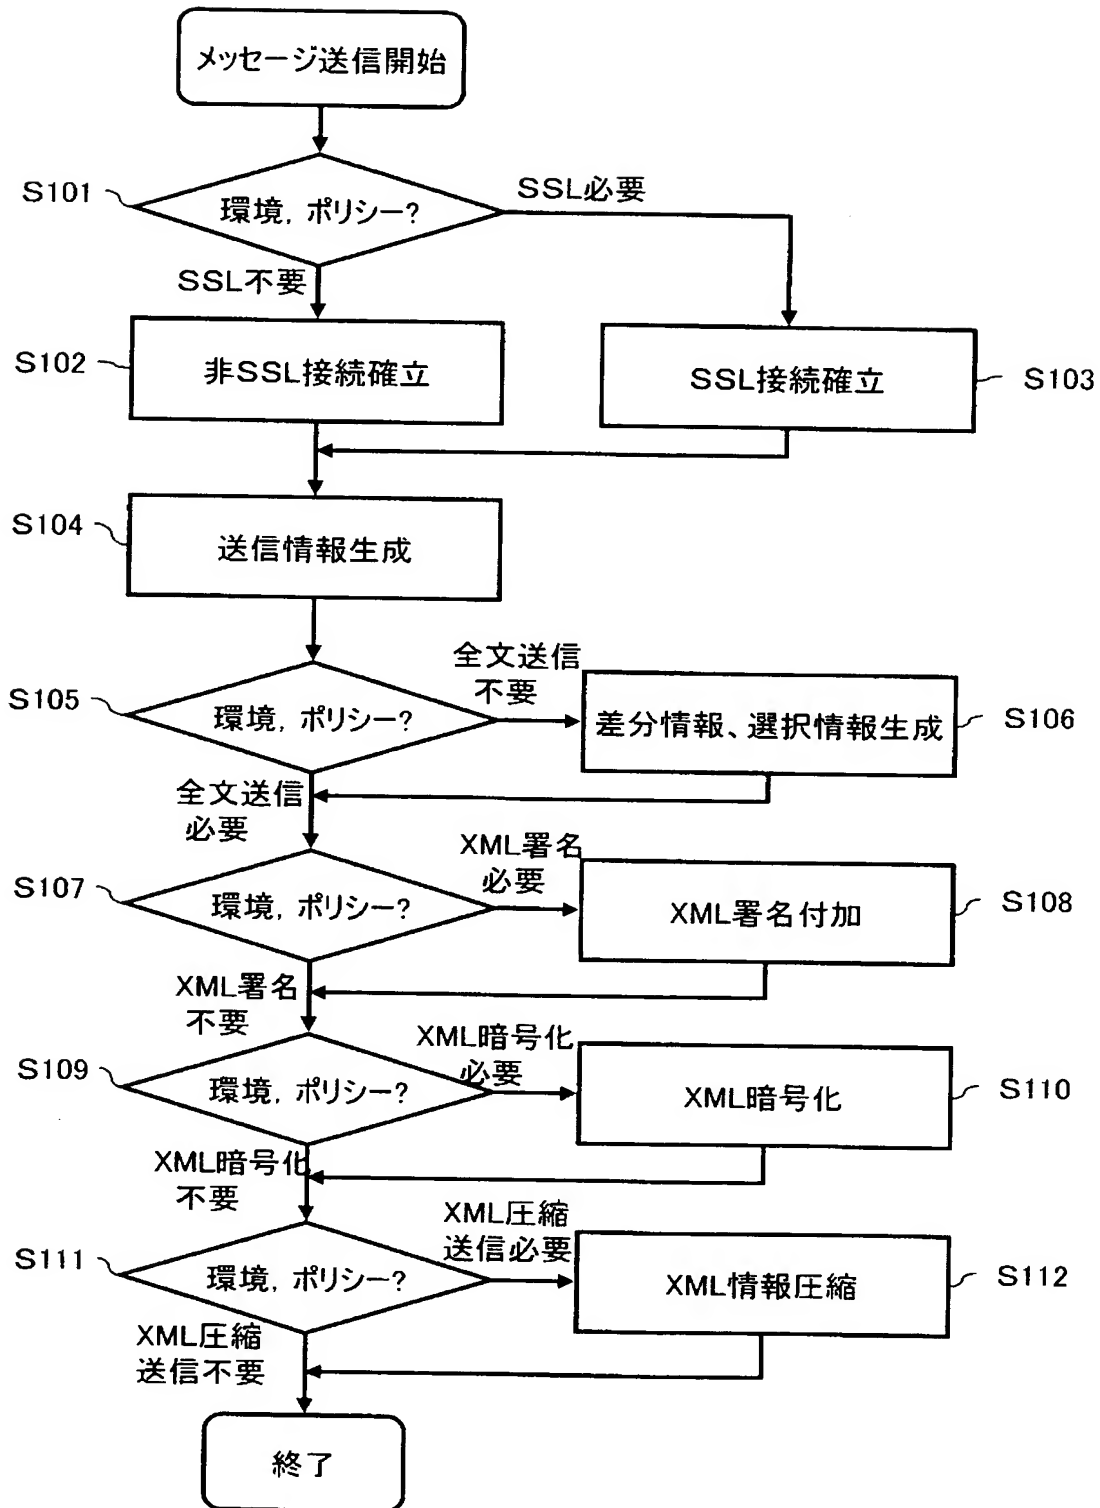 メッセージ送信開始
S101
環境, ポリシー?
SSL必要
SSL不要
S102
非SSL接続確立
SSL接続確立
S103
S104
送信情報生成
S105
環境, ポリシー?
全文送信
不要
差分情報、選択情報生成
S106
全文送信
必要
S107
環境, ポリシー?
XML署名
必要
XML署名付加
S108
XML署名
不要
S109
環境, ポリシー?
XML暗号化
必要
XML暗号化
S110
XML暗号化
不要
S111
環境, ポリシー?
XML圧縮
送信必要
XML情報圧縮
S112
XML圧縮
送信不要
終了